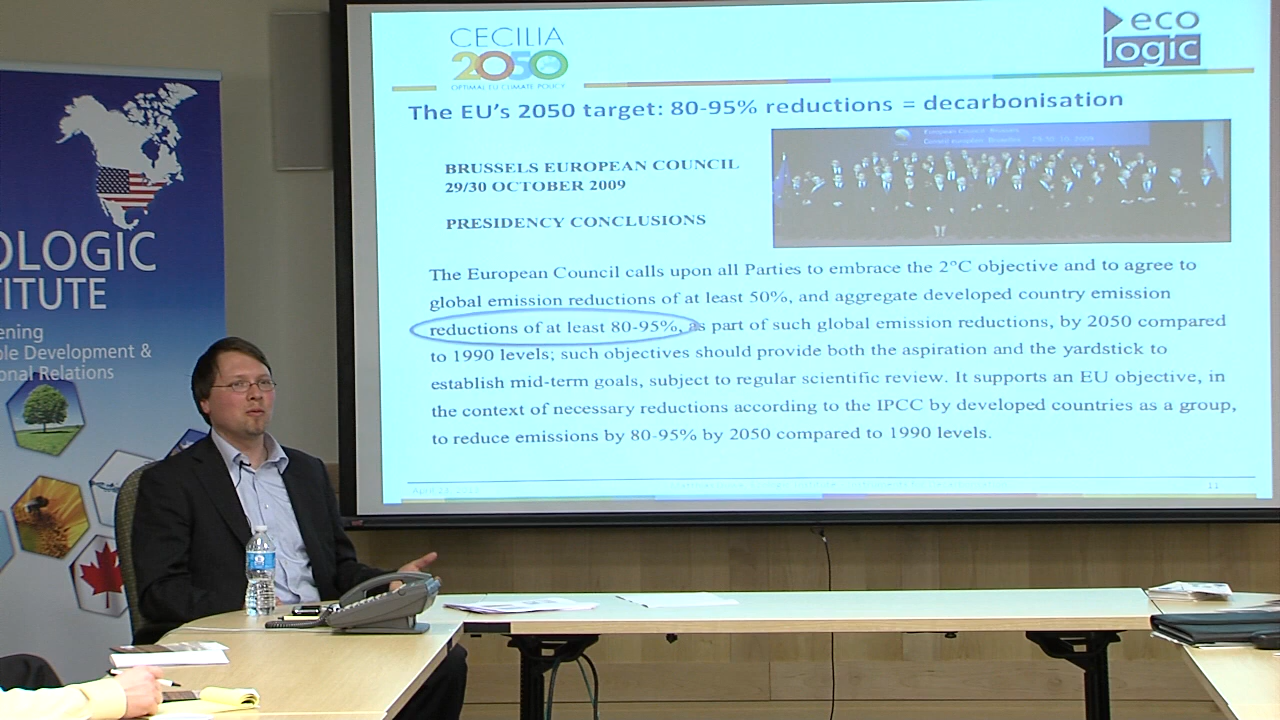 CECILIA
2050
OPTIMAL EU CLIMATE POLICY
eco
logic
The EU's 2050 target: 80-95% reductions = decarbonisation
BRUSSELS EUROPEAN COUNCIL
29/30 OCTOBER 2009
PRESIDENCY CONCLUSIONS
The European Council calls upon all Parties to embrace the 2°C objective and to agree to
global emission reductions of at least 50%, and aggregate developed country emission
reductions of at least 80-95%, as part of such global emission reductions, by 2050 compared
to 1990 levels; such objectives should provide both the aspiration and the yardstick to
establish mid-term goals, subject to regular scientific review. It supports an EU objective, in
the context of necessary reductions according to the IPCC by developed countries as a group,
to reduce emissions by 80-95% by 2050 compared to 1990 levels.
11
OLOGIC
TITUTE
ening
ble Development &
onal Relations